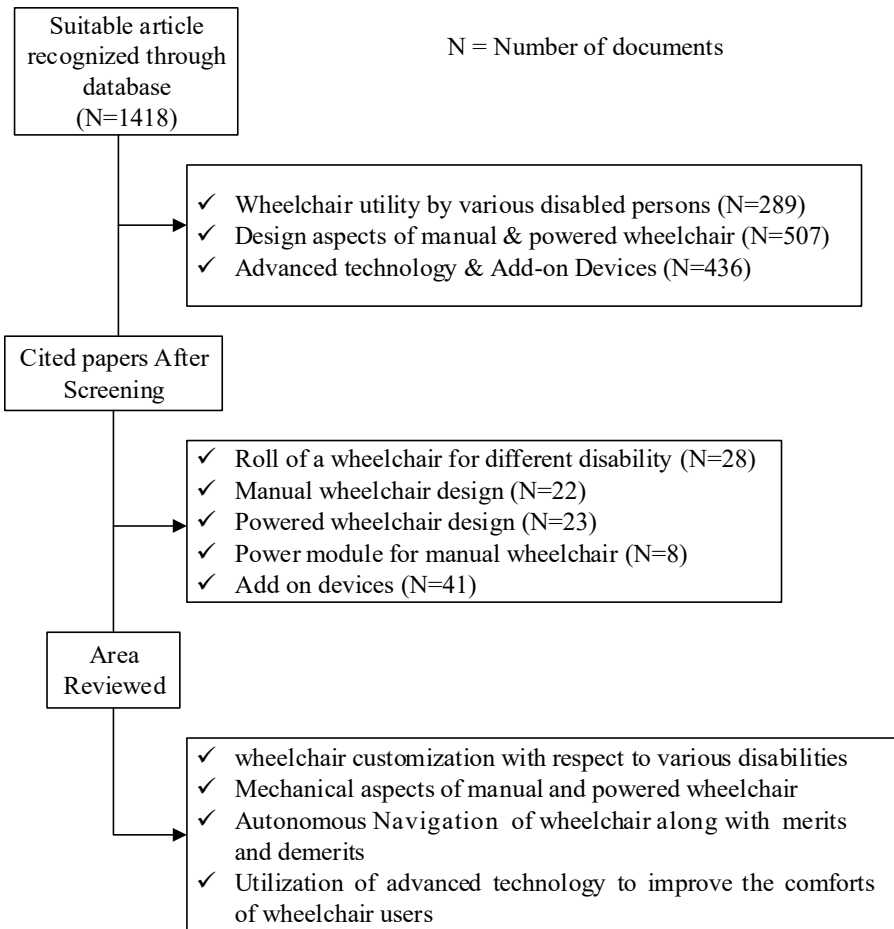 Suitable article
recognized through
database
(N=1418)
N = Number of documents
✓ Wheelchair utility by various disabled persons (N=289)
✓ Design aspects of manual & powered wheelchair (N=507)
✓ Advanced technology & Add-on Devices (N=436)
Cited papers After
Screening
✓ Roll of a wheelchair for different disability (N=28)
✓ Manual wheelchair design (N=22)
✓ Powered wheelchair design (N=23)
✓ Power module for manual wheelchair (N=8)
✓ Add on devices (N=41)
Area
Reviewed
✓ wheelchair customization with respect to various disabilities
✓ Mechanical aspects of manual and powered wheelchair
✓ Autonomous Navigation of wheelchair along with merits
and demerits
✓ Utilization of advanced technology to improve the comforts
of wheelchair users